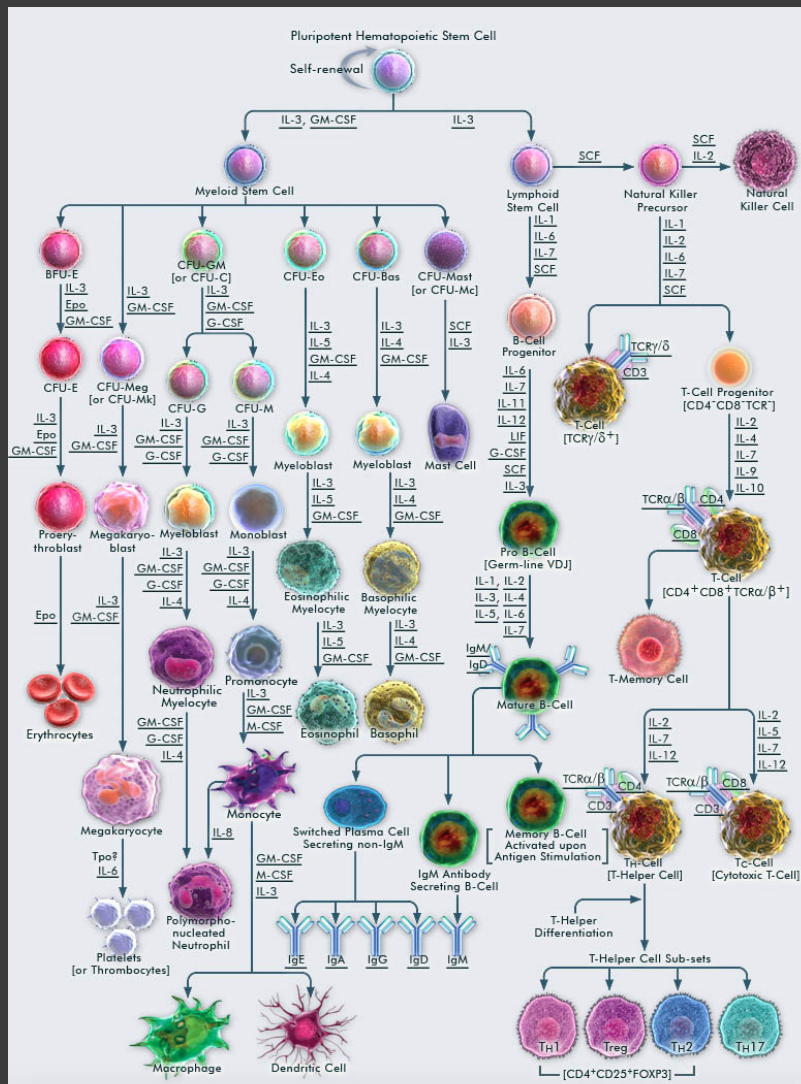 Pluripotent Hematopoietic Stem Cell
Self-renewal
IL-3, GM-CSF
IL-3
Myeloid Stem Cell
Lymphoid
Stem Cell
SCF
Natural Killer
Precursor
SCF
IL-2
Natural
Killer Cell
BFU-E
CFU-GM
[or CFU-C]
CFU-Eo
CFU-Bas
CFU-Mast
[or CFU-Mc]
IL-1
IL-6
IL-7
SCF
IL-1
IL-2
IL-6
IL-7
SCF
IL-3
Epo
GM-CSF
IL-3
GM-CSF
IL-3
GM-CSF
G-CSF
IL-3
IL-5
GM-CSF
IL-4
IL-3
IL-4
GM-CSF
SCF
IL-3
B-Cell
Progenitor
TCRγ/δ
CD3
T-Cell
[TCRγ/δ⁺]
T-Cell Progenitor
[CD4⁻CD8⁻TCR⁻]
CFU-E
CFU-Meg
[or CFU-Mk]
CFU-G
CFU-M
IL-6
IL-7
IL-11
IL-12
LIF
G-CSF
SCF
IL-3
IL-2
IL-4
IL-7
IL-9
IL-10
IL-3
Epo
GM-CSF
IL-3
GM-CSF
IL-3
GM-CSF
G-CSF
IL-3
GM-CSF
G-CSF
Myeloblast
Myeloblast
Mast Cell
IL-3
IL-5
GM-CSF
IL-3
IL-4
GM-CSF
Proery-
throblast
Megakaryo-
blast
Myeloblast
Monoblast
Pro B-Cell
[Germ-line VDJ]
TCRα/β
CD4
CD8
T-Cell
[CD4⁺CD8⁺TCRα/β⁺]
Epo
IL-3
GM-CSF
IL-3
GM-CSF
G-CSF
IL-4
IL-3
GM-CSF
G-CSF
IL-4
Eosinophilic
Myelocyte
Basophilic
Myelocyte
IL-1, IL-2
IL-3, IL-4
IL-5, IL-6
IL-7
IL-3
IL-5
GM-CSF
IL-3
IL-4
GM-CSF
IgM/
IgD
Mature B-Cell
T-Memory Cell
Erythrocytes
Neutrophilic
Myelocyte
Promonocyte
Eosinophil
Basophil
GM-CSF
G-CSF
IL-4
IL-3
GM-CSF
M-CSF
IL-2
IL-7
IL-12
IL-2
IL-5
IL-7
IL-12
Megakaryocyte
Monocyte
Switched Plasma Cell
Secreting non-IgM
IgM Antibody
Secreting B-Cell
Memory B-Cell
Activated upon
Antigen Stimulation
TCRα/β
CD4
CD3
TH-Cell
[T-Helper Cell]
TCRα/β
CD8
CD3
TC-Cell
[Cytotoxic T-Cell]
Tpo?
IL-6
IL-8
GM-CSF
M-CSF
IL-3
Platelets
[or Thrombocytes]
Polymorpho-
nucleated
Neutrophil
IgE
IgA
IgG
IgD
IgM
T-Helper
Differentiation
T-Helper Cell Sub-sets
TH1
Treg
TH2
TH17
[CD4⁺CD25⁺FOXP3]
Macrophage
Dendritic Cell